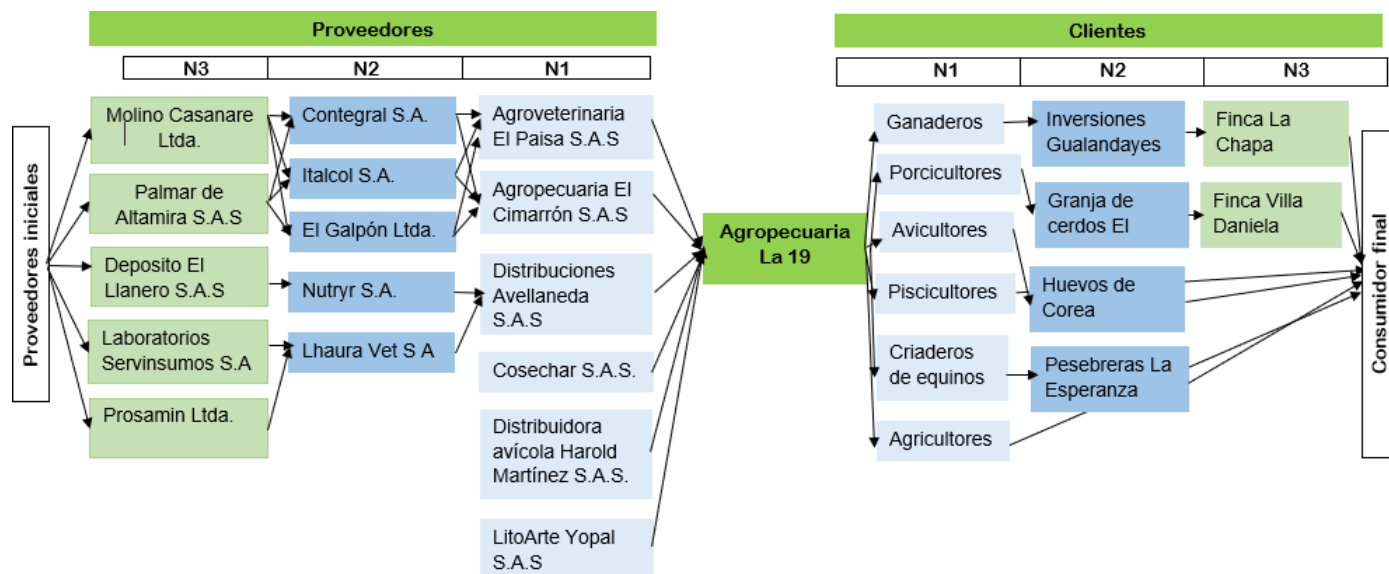 Proveedores
Clientes
N3
N2
N1
N1
N2
N3
Proveedores iniciales
Molino Casanare
Ltda.
Palmar de
Altamira S.A.S
Deposito El
Llanero S.A.S
Laboratorios
Servinsumos S.A
Prosamin Ltda.
Contegral S.A.
Italcol S.A.
El Galpón Ltda.
Nutryr S.A.
Lhaura Vet S A
Agroveterinaria
El Paisa S.A.S
Agropecuaria El
Cimarrón S.A.S
Distribuciones
Avellaneda
S.A.S
Cosechar S.A.S.
Distribuidora
avícola Harold
Martínez S.A.S.
LitoArte Yopal
S.A.S
Agropecuaria
La 19
Ganaderos
Porcicultores
Avicultores
Piscicultores
Criaderos
de equinos
Agricultores
Inversiones
Gualandayes
Granja de
cerdos El
Huevos de
Corea
Pesebreras La
Esperanza
Finca La
Chapa
Finca Villa
Daniela
Consumidor final